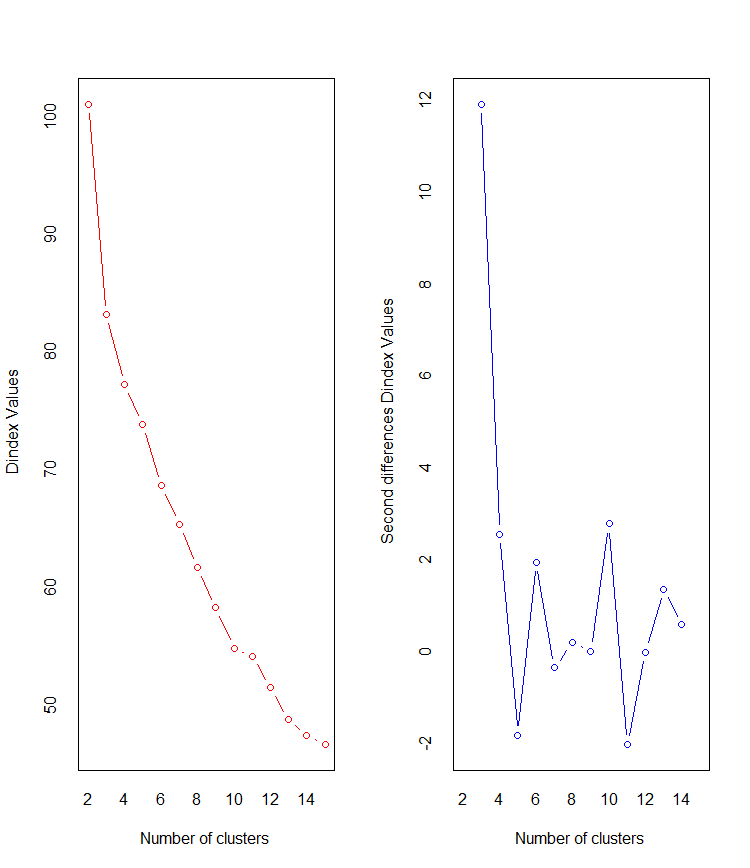 Dindex Values
100
90
80
70
60
50
2 4 6 8 10 12 14
Number of clusters
Second differences Dindex Values
12
10
8
6
4
2
0
-2
2 4 6 8 10 12 14
Number of clusters